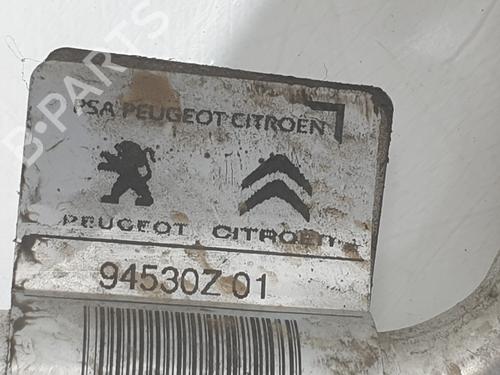 B-PARTS
PSA PEUGEOT CITROËN
PEUGEOT CITROËN
94530Z 01